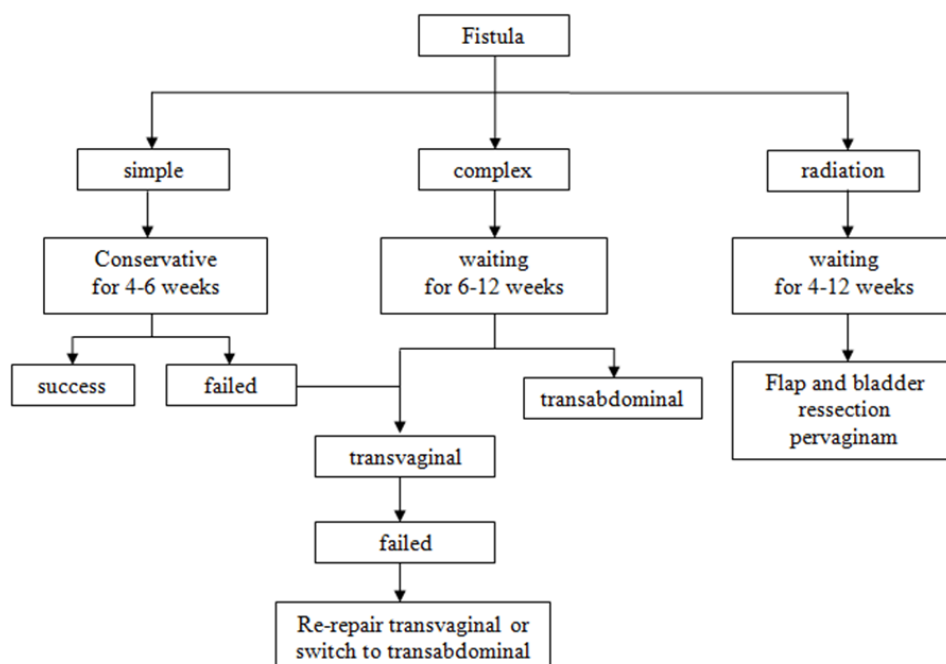 Fistula
simple
complex
radiation
Conservative
for 4-6 weeks
waiting
for 6-12 weeks
waiting
for 4-12 weeks
success
failed
transabdominal
Flap and bladder
ressection
pervaginam
transvaginal
failed
Re-repair transvaginal or
switch to transabdominal